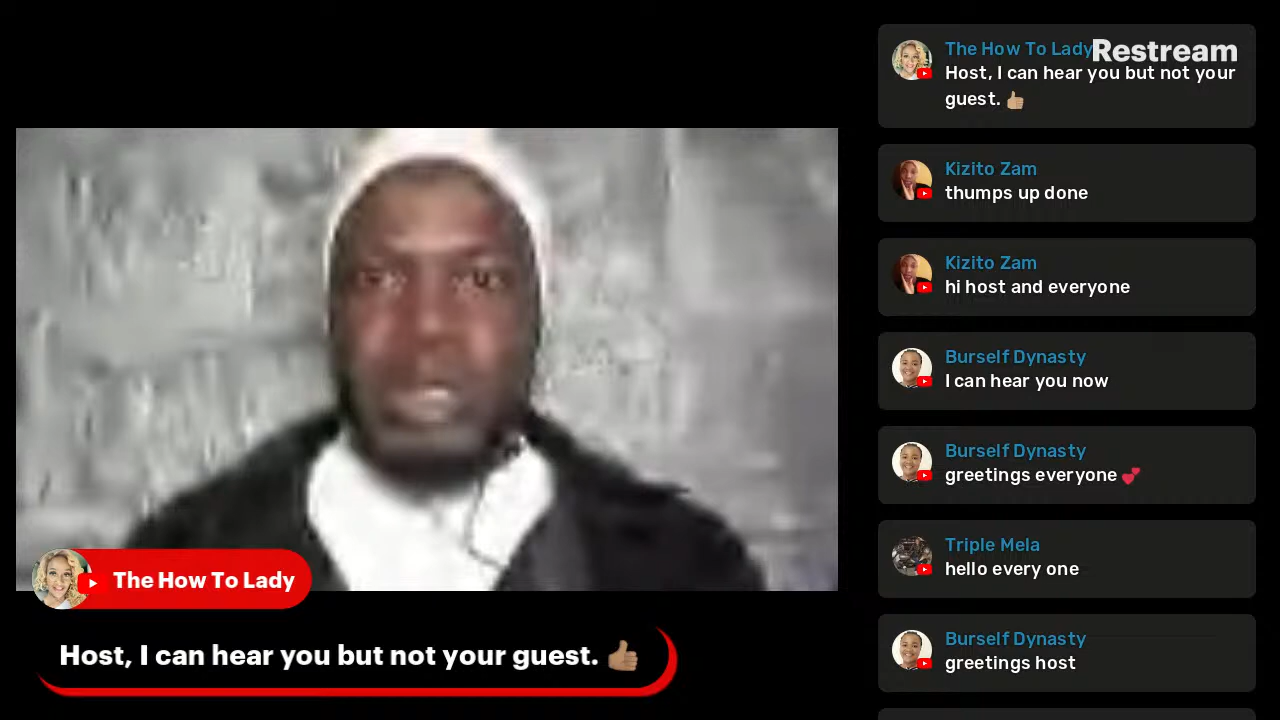 The How To Lady
Host, I can hear you but not your guest. 👍🏽
The How To Lady
Restream
Host, I can hear you but not your
guest. 👍🏽
Kizito Zam
thumps up done
Kizito Zam
hi host and everyone
Burself Dynasty
I can hear you now
Burself Dynasty
greetings everyone 💕
Triple Mela
hello every one
Burself Dynasty
greetings host